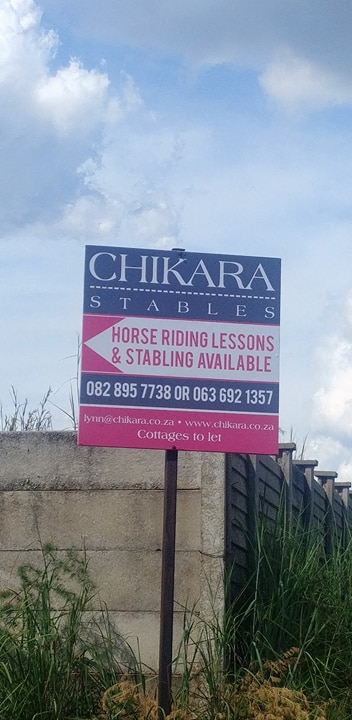 CHIKARA
STABLES
HORSE RIDING LESSONS
& STABLING AVAILABLE
082 895 7738 OR 063 692 1357
lynn@chikara.co.za • www.chikara.co.za
Cottages to let